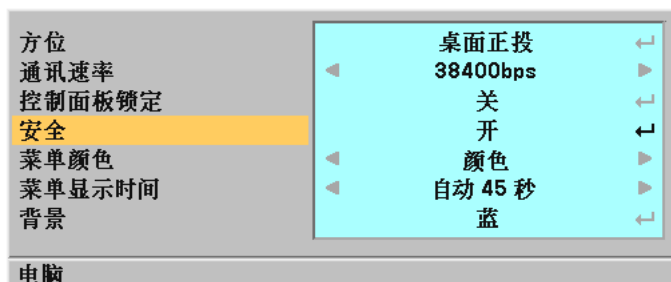 方位 桌面正投
通讯速率 38400bps
控制面板锁定 关
安全 开
菜单颜色 颜色
菜单显示时间 自动 45 秒
背景 蓝
电脑